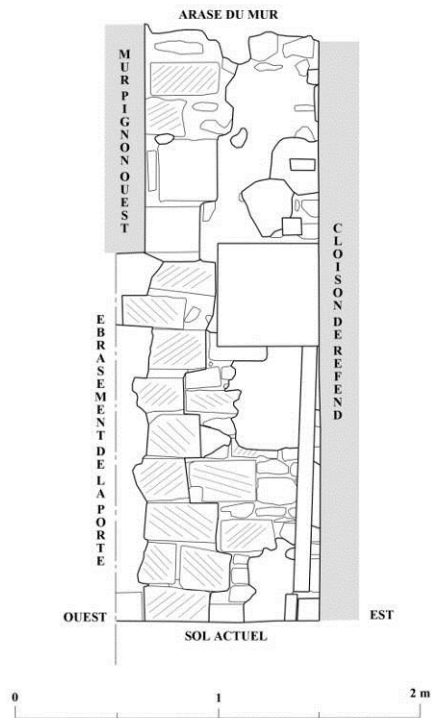 ARASE DU MUR
MUR PIGNON OUEST
CLOISON DE REFEND
EBRASEMENT DE LA PORTE
OUEST
EST
SOL ACTUEL
0 1 2 m